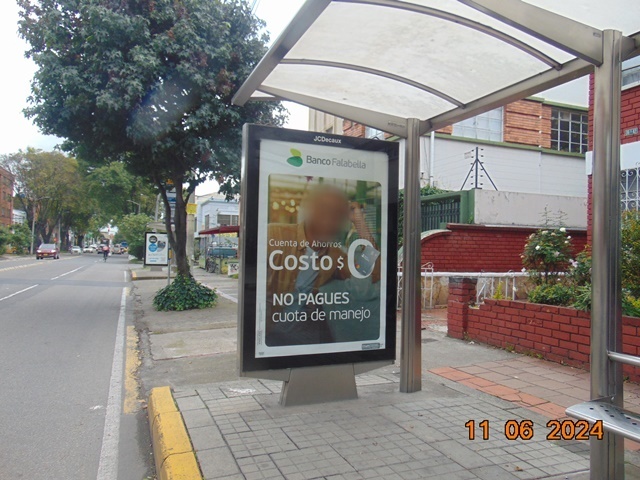 JCDecaux
Banco Falabella
Cuenta de Ahorros
Costo $0
NO PAGUES
cuota de manejo
11 06 2024